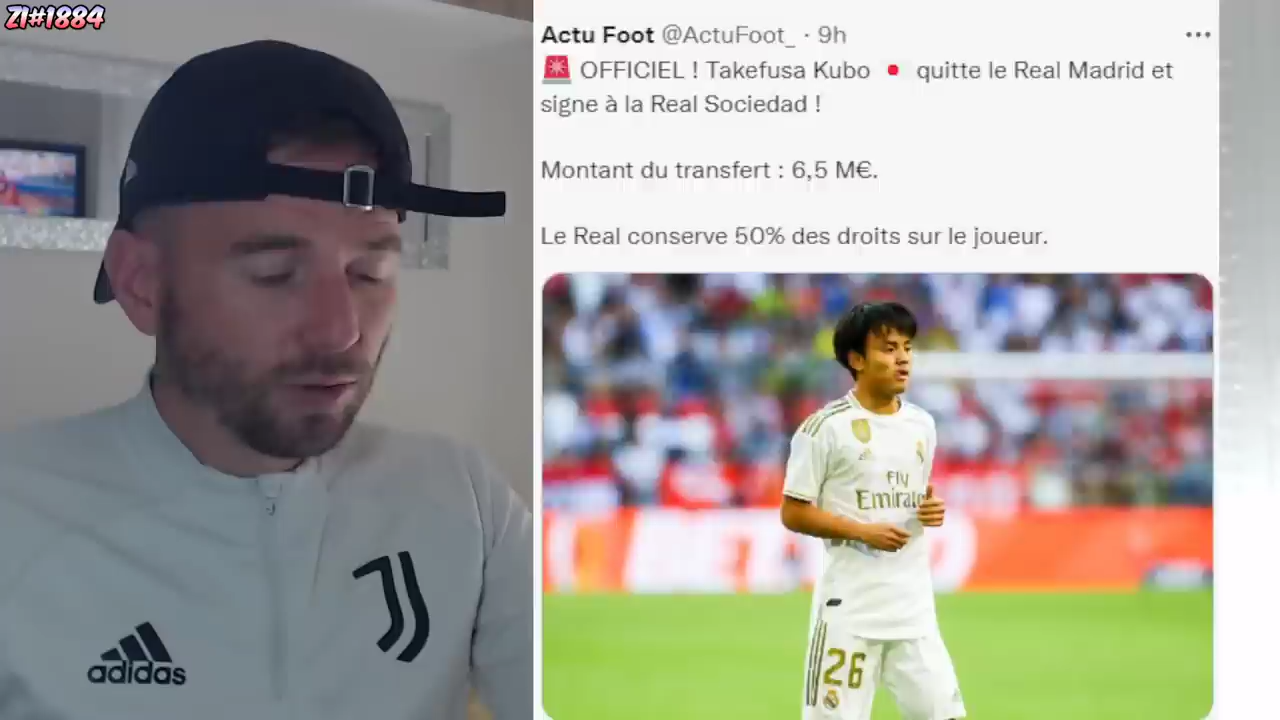 Z1#1884
Actu Foot @ActuFoot_ · 9h
🚨 OFFICIEL ! Takefusa Kubo 🇯🇵 quitte le Real Madrid et
signe à la Real Sociedad !
Montant du transfert : 6,5 M€.
Le Real conserve 50% des droits sur le joueur.
Fly
Emirates
26
adidas